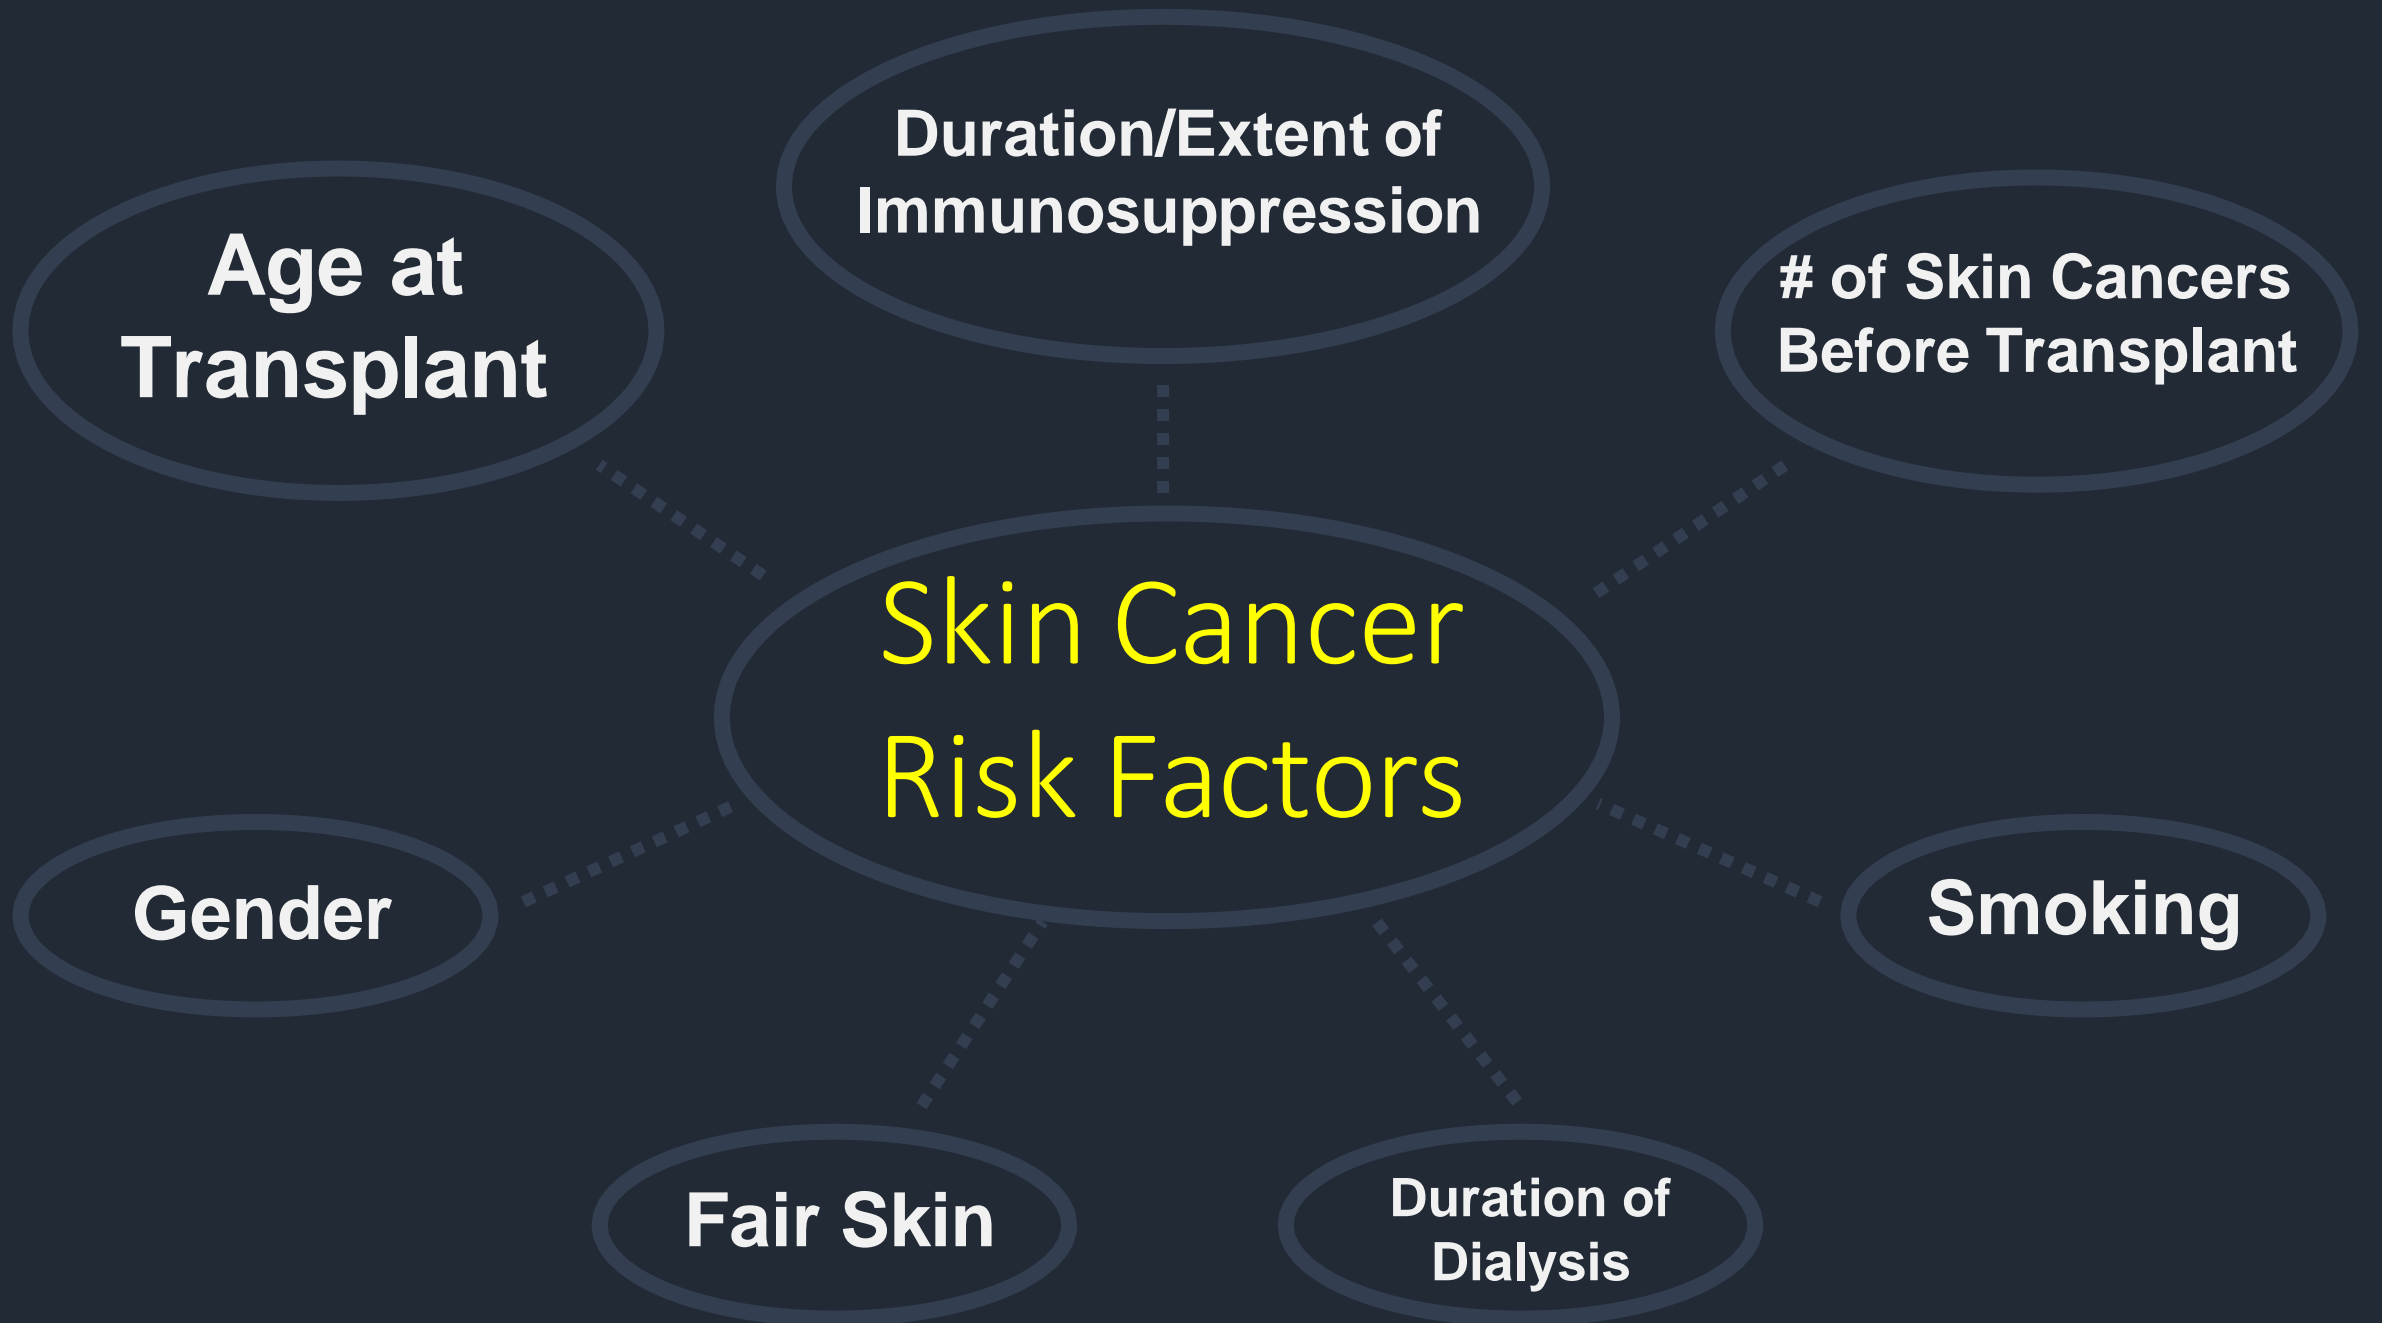 Duration/Extent of
Immunosuppression
Age at
Transplant
# of Skin Cancers
Before Transplant
Skin Cancer
Risk Factors
Gender
Smoking
Fair Skin
Duration of
Dialysis